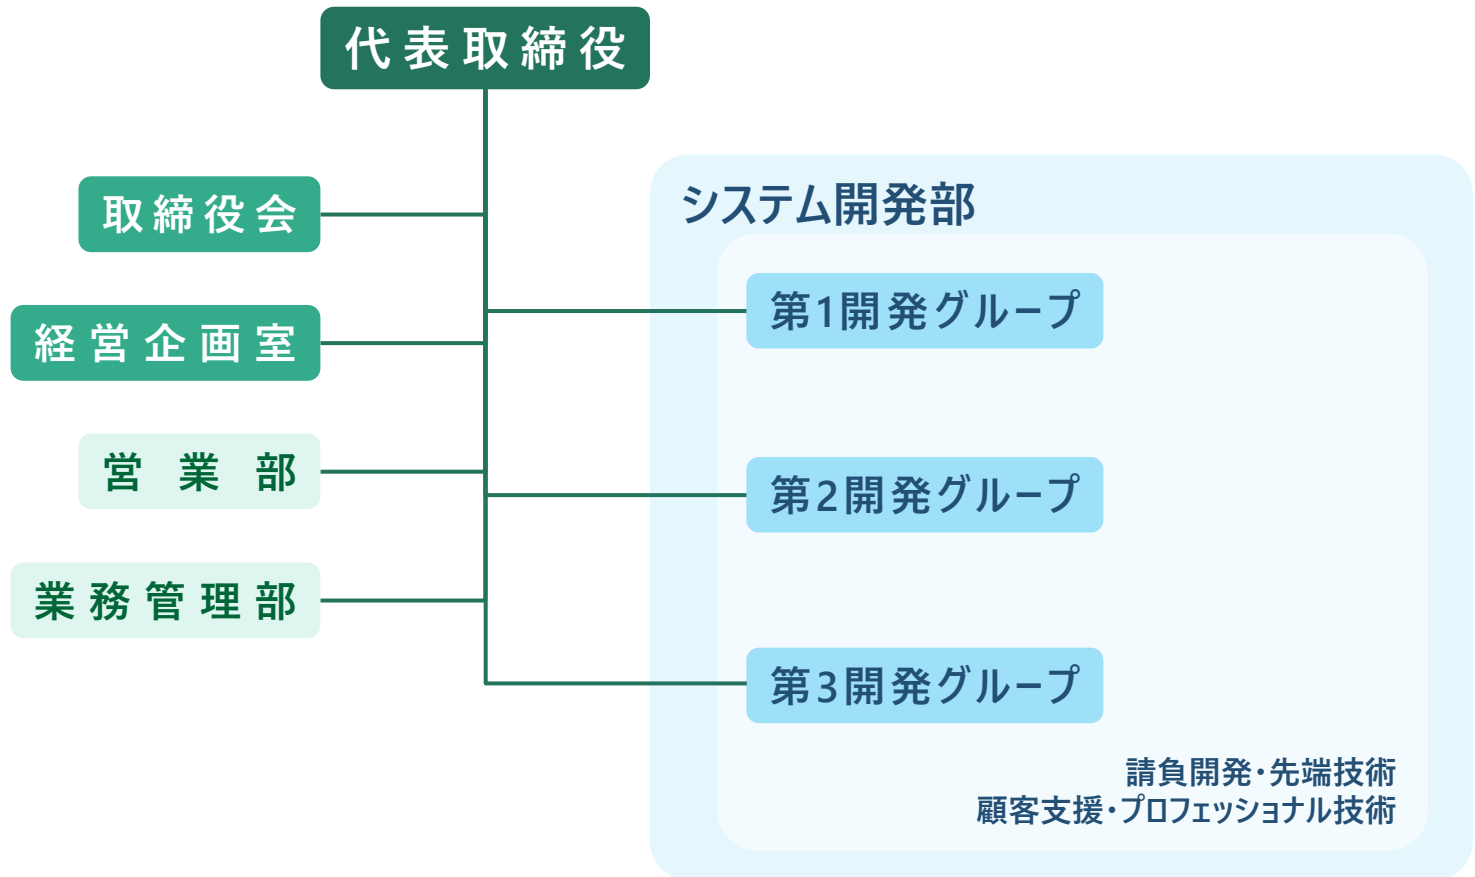 代表取締役
取締役会
経営企画室
営業部
業務管理部
システム開発部
第1開発グループ
第2開発グループ
第3開発グループ
請負開発・先端技術
顧客支援・プロフェッショナル技術